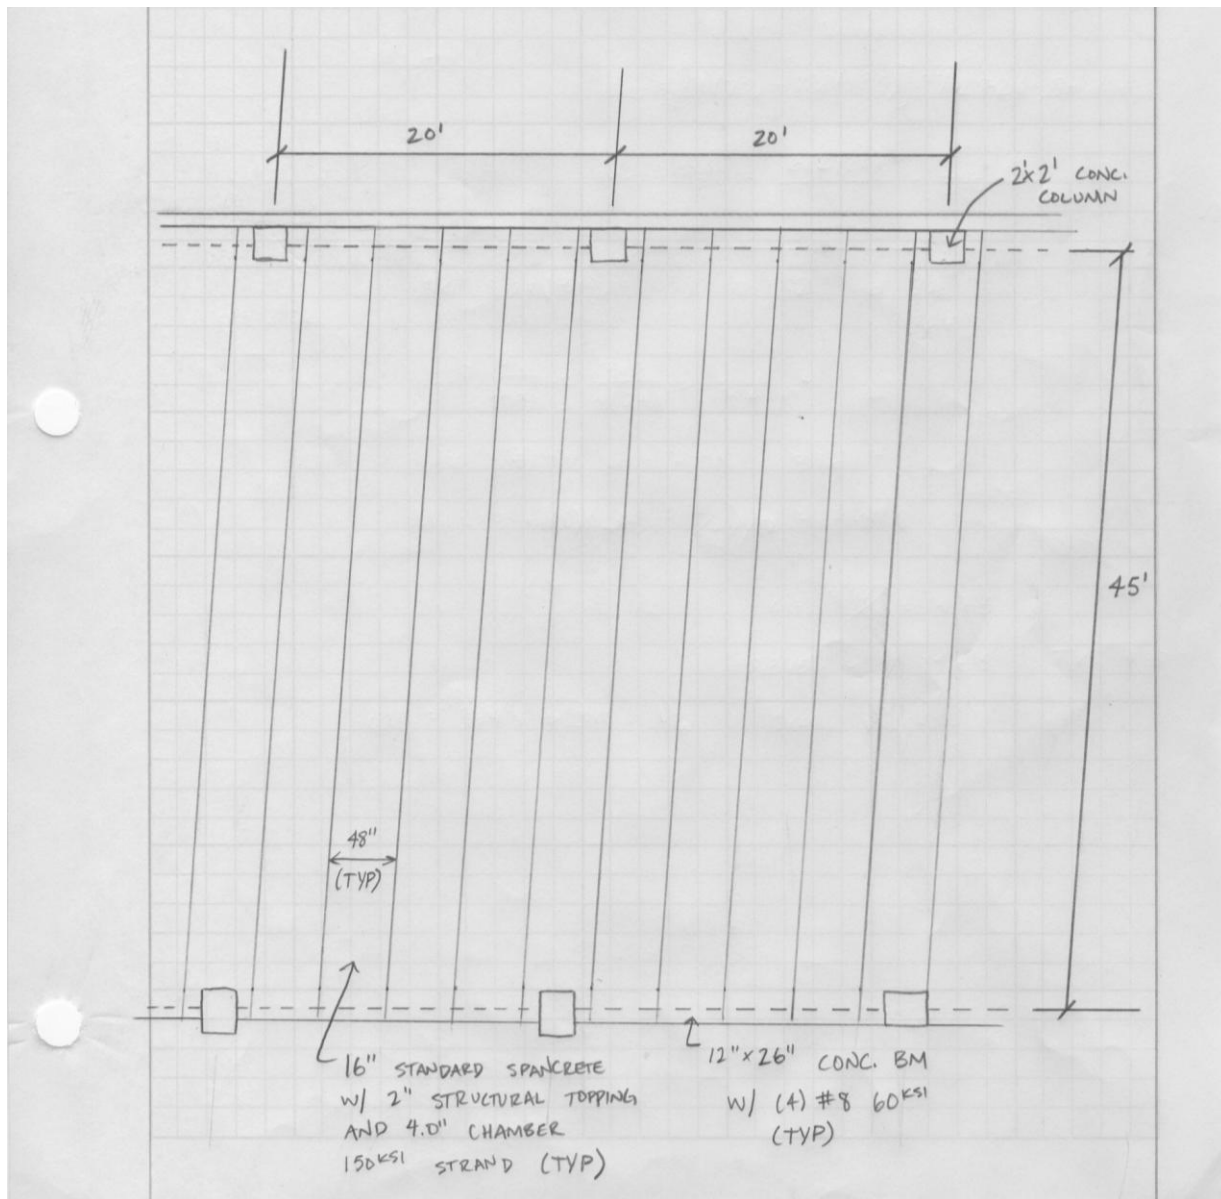 20'
20'
2'x2' CONC.
COLUMN
45'
48"
(TYP)
16" STANDARD SPANCRETE
W/ 2" STRUCTURAL TOPPING
AND 4.0" CHAMBER
150KSI STRAND (TYP)
12"x26" CONC. BM
W/ (4) #8 60KSI
(TYP)